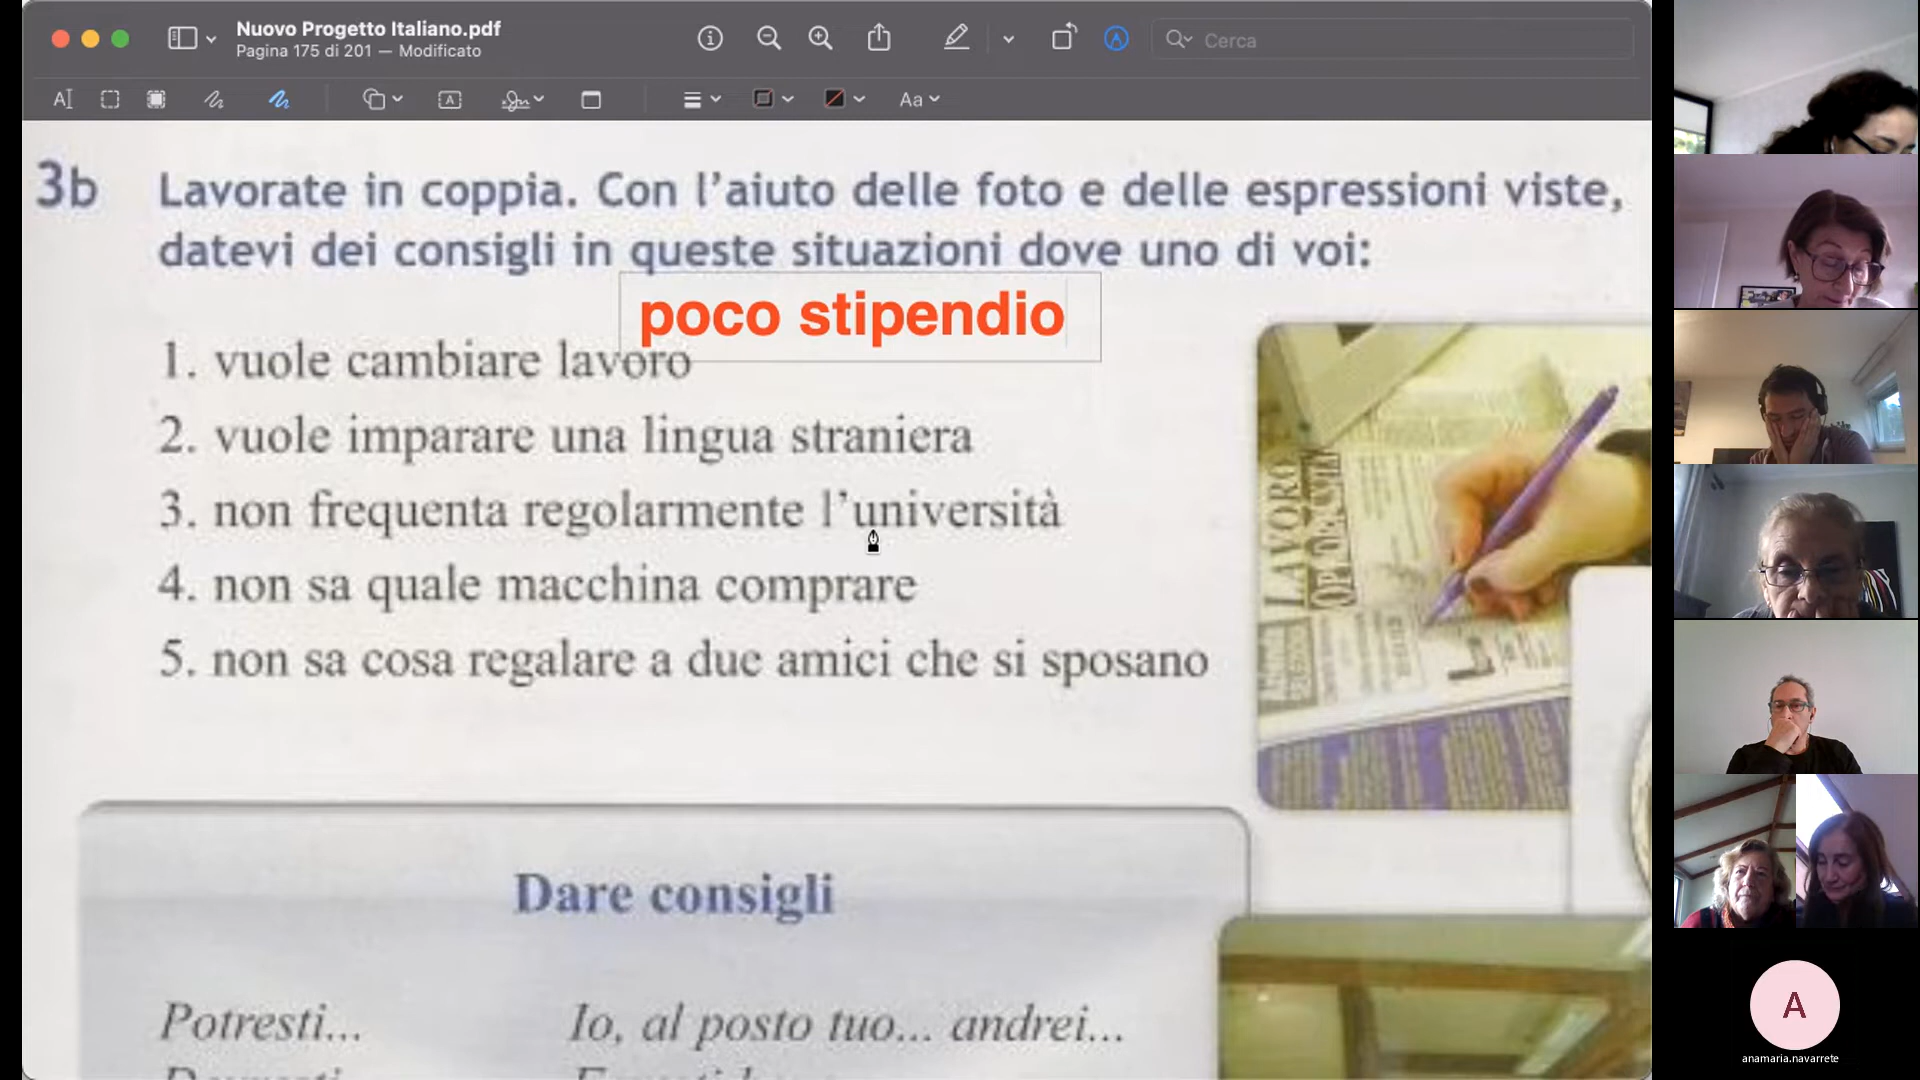 Nuovo Progetto Italiano.pdf
Pagina 175 di 201 — Modificato
Cerca
A
Aa
3b
Lavorate in coppia. Con l'aiuto delle foto e delle espressioni viste,
datevi dei consigli in queste situazioni dove uno di voi:
poco stipendio
1. vuole cambiare lavoro
2. vuole imparare una lingua straniera
3. non frequenta regolarmente l'università
4. non sa quale macchina comprare
5. non sa cosa regalare a due amici che si sposano
LAVORO
Dare consigli
Potresti... Io, al posto tuo... andrei...
A
anamaria.navarrete